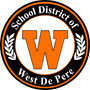 School District of
W
West De Pere